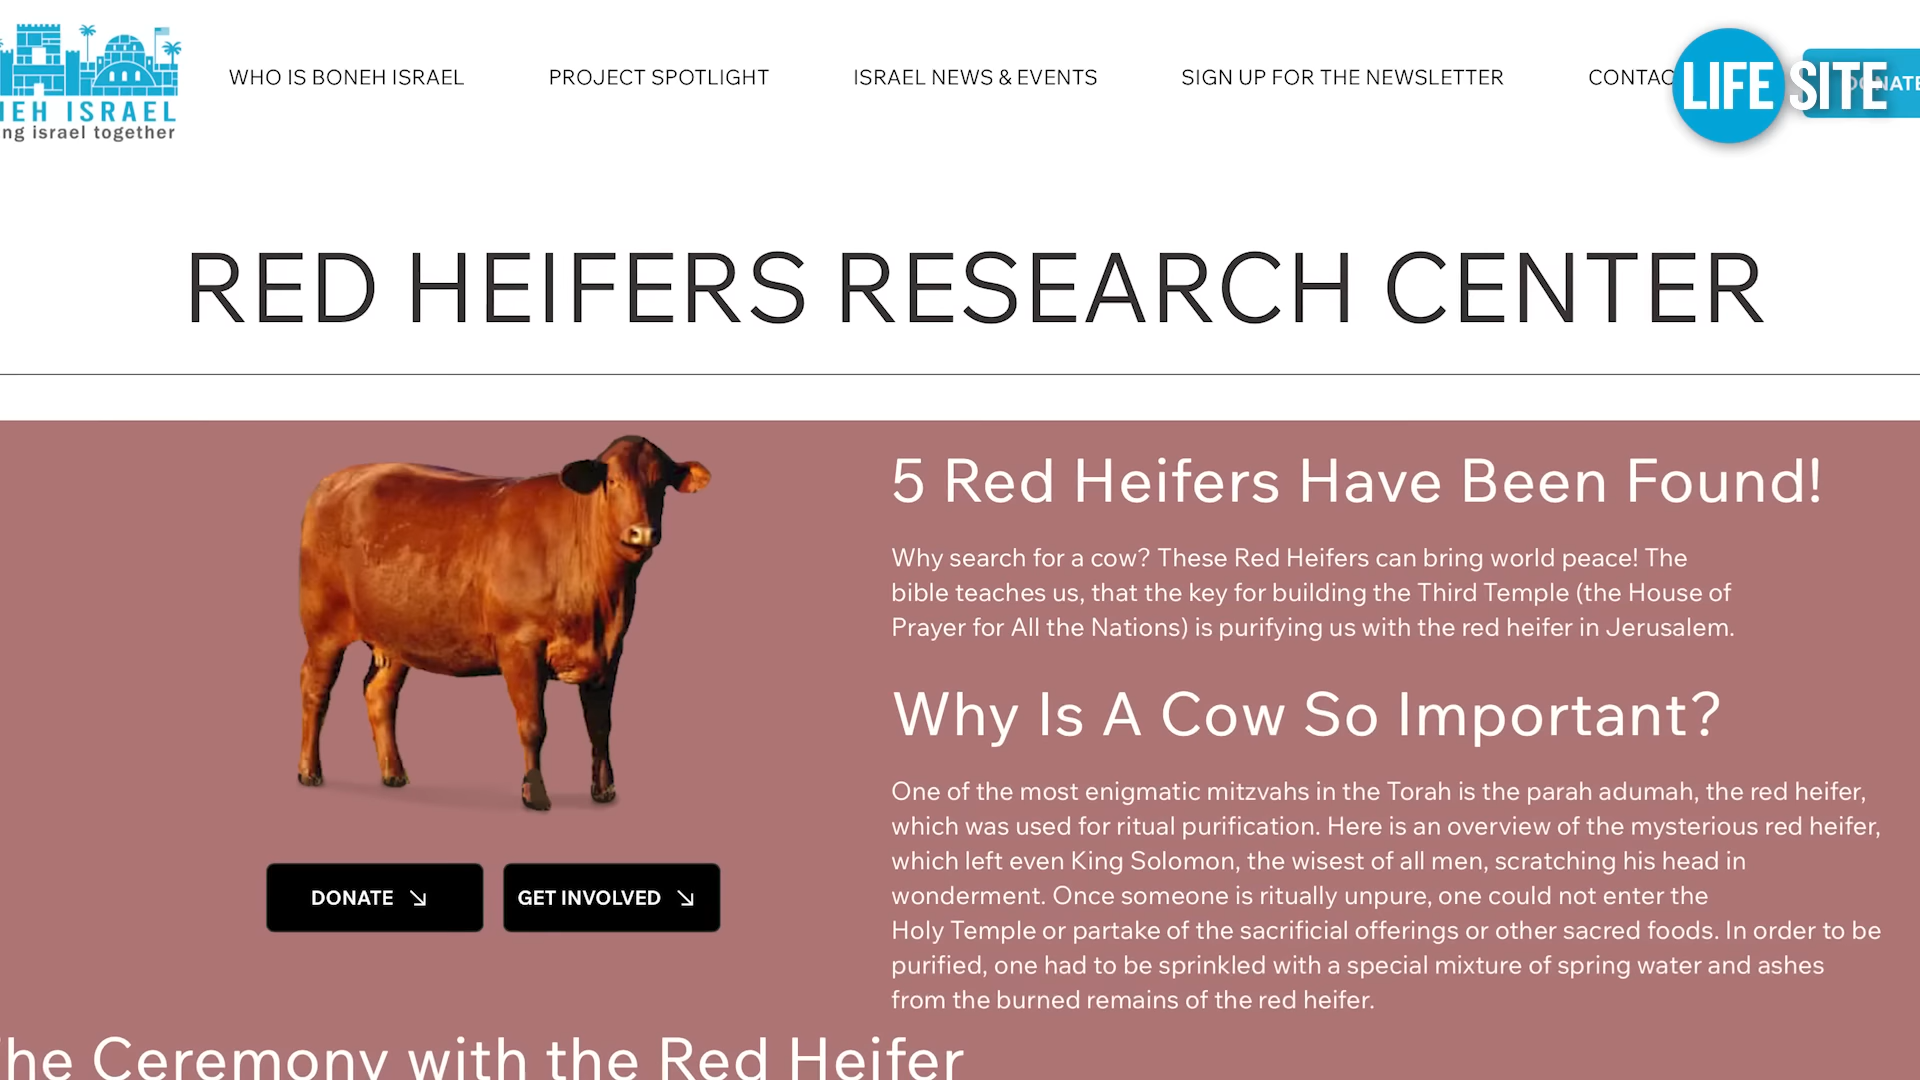 WHO IS BONEH ISRAEL
PROJECT SPOTLIGHT
ISRAEL NEWS & EVENTS
SIGN UP FOR THE NEWSLETTER
CONTAC
LIFE SITE
NEH ISRAEL
ng israel together
RED HEIFERS RESEARCH CENTER
5 Red Heifers Have Been Found!
Why search for a cow? These Red Heifers can bring world peace! The
bible teaches us, that the key for building the Third Temple (the House of
Prayer for All the Nations) is purifying us with the red heifer in Jerusalem.
Why Is A Cow So Important?
One of the most enigmatic mitzvahs in the Torah is the parah adumah, the red heifer,
which was used for ritual purification. Here is an overview of the mysterious red heifer,
which left even King Solomon, the wisest of all men, scratching his head in
wonderment. Once someone is ritually unpure, one could not enter the
Holy Temple or partake of the sacrificial offerings or other sacred foods. In order to be
purified, one had to be sprinkled with a special mixture of spring water and ashes
from the burned remains of the red heifer.
DONATE
GET INVOLVED
he Ceremony with the Red Heifer